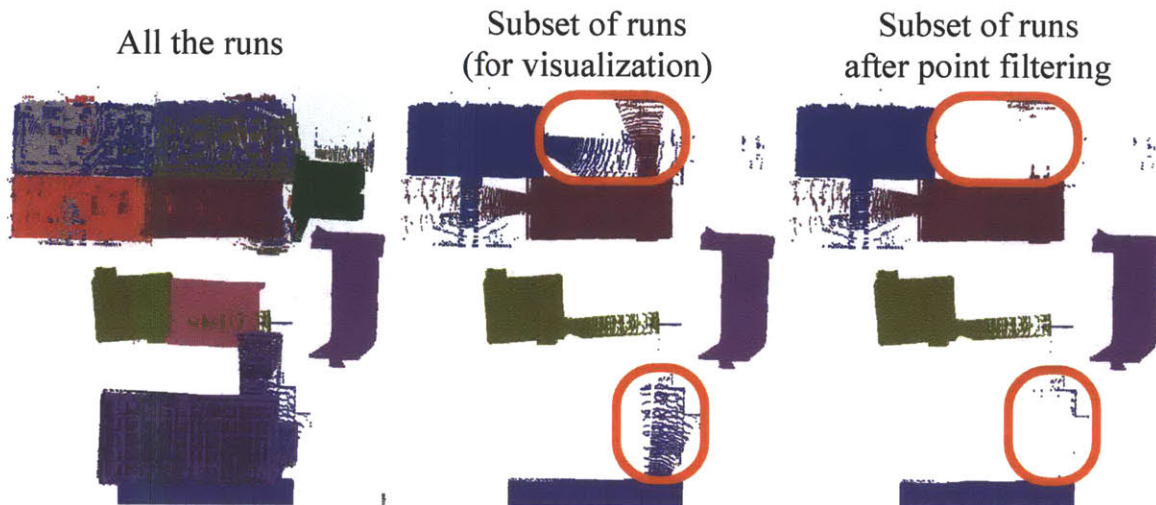 All the runs
Subset of runs
(for visualization)
Subset of runs
after point filtering